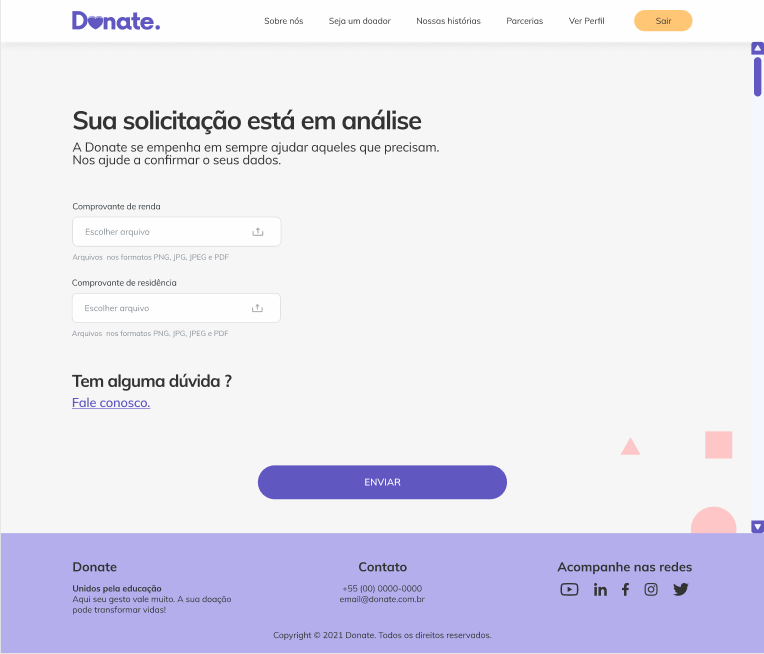 Donate.
Sobre nós
Seja um doador
Nossas histórias
Parcerias
Ver Perfil
Sair
Sua solicitação está em análise
A Donate se empenha em sempre ajudar aqueles que precisam.
Nos ajude a confirmar o seus dados.
Comprovante de renda
Escolher arquivo
Arquivos nos formatos PNG, JPG, JPEG e PDF
Comprovante de residência
Escolher arquivo
Arquivos nos formatos PNG, JPG, JPEG e PDF
Tem alguma dúvida ?
Fale conosco.
ENVIAR
Donate
Unidos pela educação
Aqui seu gesto vale muito. A sua doação
pode transformar vidas!
Contato
+55 (00) 0000-0000
email@donate.com.br
Acompanhe nas redes
Copyright © 2021 Donate. Todos os direitos reservados.